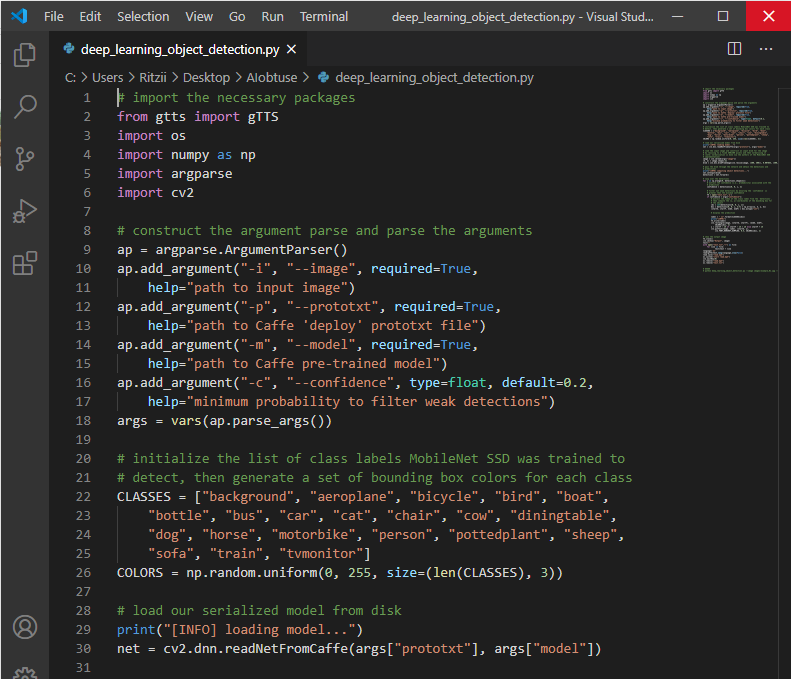 File Edit Selection View Go Run Terminal deep_learning_object_detection.py - Visual Stud...
deep_learning_object_detection.py
C: > Users > Ritzii > Desktop > AIobtuse > deep_learning_object_detection.py
1 # import the necessary packages
2 from gtts import gTTS
3 import os
4 import numpy as np
5 import argparse
6 import cv2
7
8 # construct the argument parse and parse the arguments
9 ap = argparse.ArgumentParser()
10 ap.add_argument("-i", "--image", required=True,
11     help="path to input image")
12 ap.add_argument("-p", "--prototxt", required=True,
13     help="path to Caffe 'deploy' prototxt file")
14 ap.add_argument("-m", "--model", required=True,
15     help="path to Caffe pre-trained model")
16 ap.add_argument("-c", "--confidence", type=float, default=0.2,
17     help="minimum probability to filter weak detections")
18 args = vars(ap.parse_args())
19
20 # initialize the list of class labels MobileNet SSD was trained to
21 # detect, then generate a set of bounding box colors for each class
22 CLASSES = ["background", "aeroplane", "bicycle", "bird", "boat",
23     "bottle", "bus", "car", "cat", "chair", "cow", "diningtable",
24     "dog", "horse", "motorbike", "person", "pottedplant", "sheep",
25     "sofa", "train", "tvmonitor"]
26 COLORS = np.random.uniform(0, 255, size=(len(CLASSES), 3))
27
28 # load our serialized model from disk
29 print("[INFO] loading model...")
30 net = cv2.dnn.readNetFromCaffe(args["prototxt"], args["model"])
31